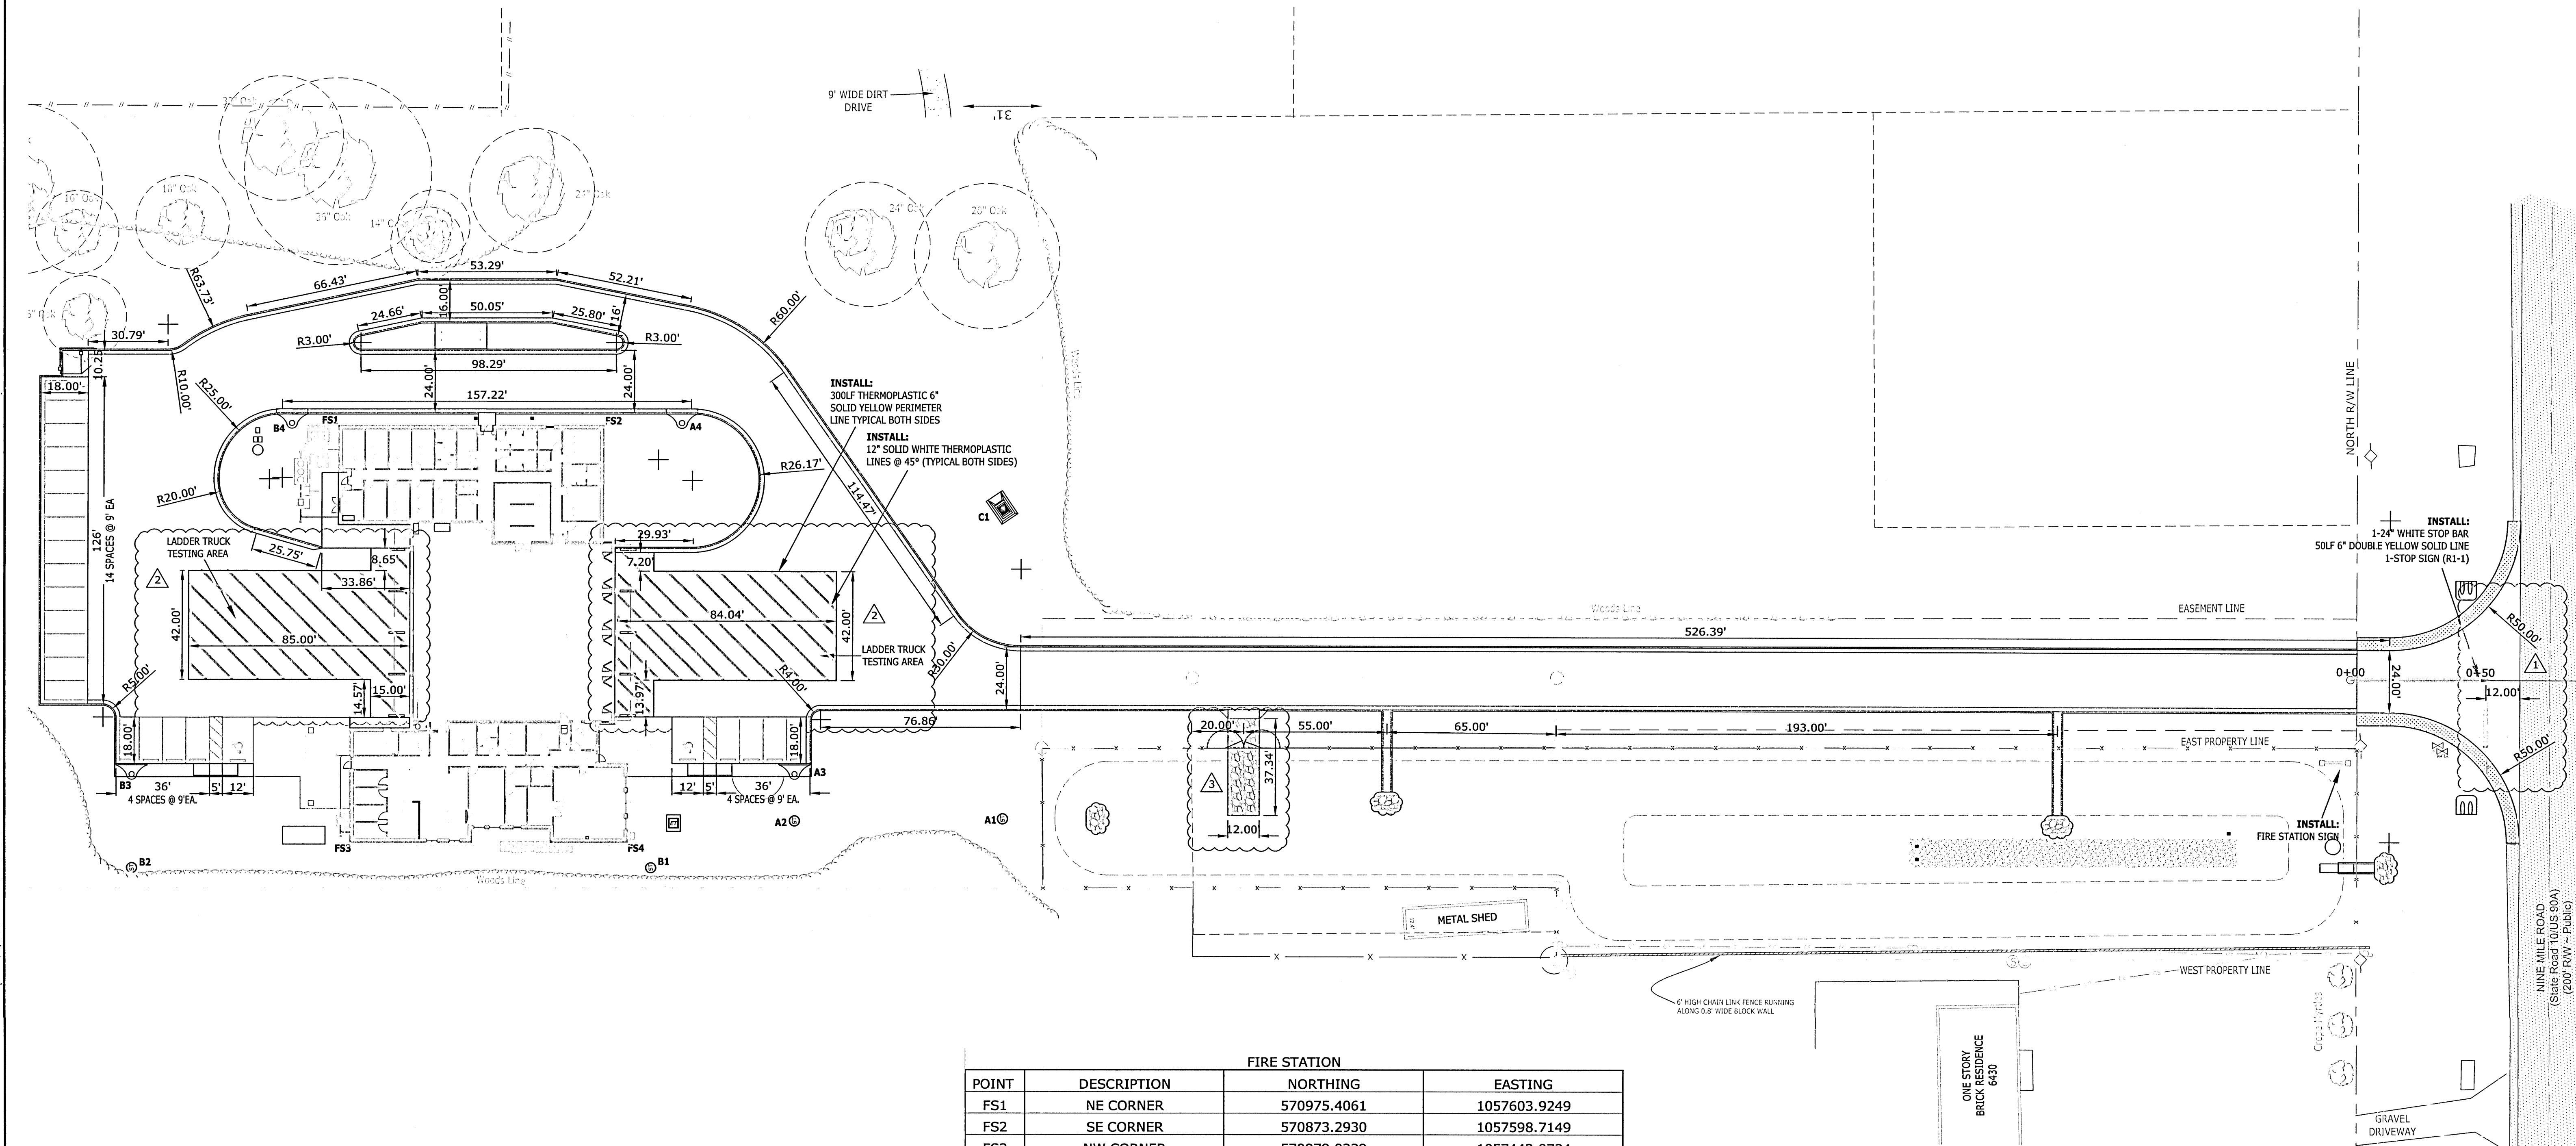 9' WIDE DIRT
DRIVE
31'
36" Oak
16" Oak
18" Oak
14" Oak
24" Oak
24" Oak
20" Oak
R63.73'
66.43'
53.29'
52.21'
R60.00'
30.79'
10.25'
18.00'
R10.00'
R25.00'
R3.00'
24.66'
16.00'
50.05'
25.80'
16'
R3.00'
98.29'
24.00'
24.00'
157.22'
B4
FS1
FS2
A4
R20.00'
R26.17'
114.47'
INSTALL:
300LF THERMOPLASTIC 6"
SOLID YELLOW PERIMETER
LINE TYPICAL BOTH SIDES
INSTALL:
12" SOLID WHITE THERMOPLASTIC
LINES @ 45° (TYPICAL BOTH SIDES)
C1
126'
14 SPACES @ 9' EA
LADDER TRUCK
TESTING AREA
25.75'
8.65'
33.86'
2
42.00'
85.00'
14.57'
15.00'
R5.00'
29.93'
7.20'
84.04'
2
42.00'
LADDER TRUCK
TESTING AREA
13.97'
R4.00'
R30.00'
24.00'
76.86'
18.00'
18.00'
B3
36'
5'
12'
4 SPACES @ 9'EA.
12'
5'
36'
4 SPACES @ 9' EA.
A3
A2
A1
FS3
FS4
B2
B1
Woods Line
Woods Line
Woods Line
EASEMENT LINE
526.39'
NORTH R/W LINE
INSTALL:
1-24" WHITE STOP BAR
50LF 6" DOUBLE YELLOW SOLID LINE
1-STOP SIGN (R1-1)
R50.00'
1
0+00
24.00'
0+50
12.00'
R50.00'
20.00'
55.00'
65.00'
193.00'
EAST PROPERTY LINE
3
37.34'
12.00'
INSTALL:
FIRE STATION SIGN
METAL SHED
WEST PROPERTY LINE
6' HIGH CHAIN LINK FENCE RUNNING
ALONG 0.8' WIDE BLOCK WALL
ONE STORY
BRICK RESIDENCE
6430
NINE MILE ROAD
(State Road 10/US 90A)
(200' R/W ~ Public)
GRAVEL
DRIVEWAY
FIRE STATION
POINT DESCRIPTION NORTHING EASTING
FS1 NE CORNER 570975.4061 1057603.9249
FS2 SE CORNER 570873.2930 1057598.7149